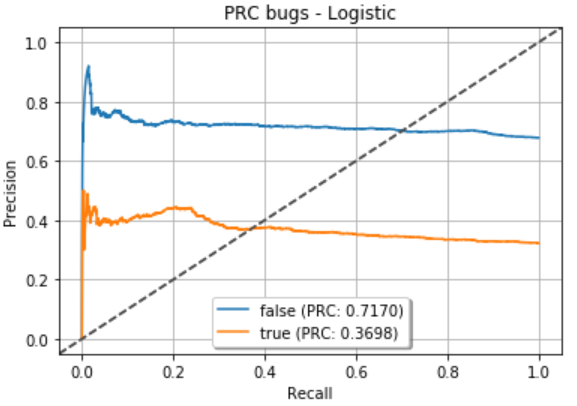 PRC bugs - Logistic
1.0
0.8
0.6
0.4
0.2
0.0
Precision
false (PRC: 0.7170)
true (PRC: 0.3698)
0.0 0.2 0.4 0.6 0.8 1.0
Recall